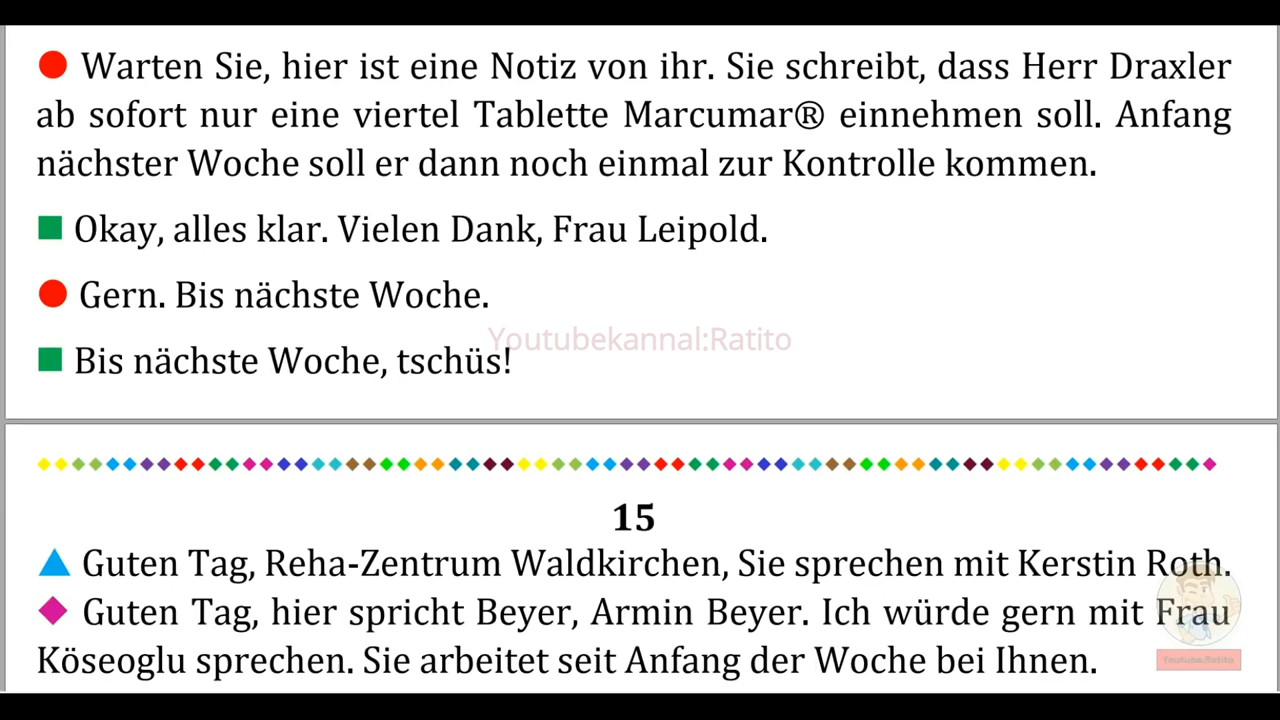 Warten Sie, hier ist eine Notiz von ihr. Sie schreibt, dass Herr Draxler
ab sofort nur eine viertel Tablette Marcumar® einnehmen soll. Anfang
nächster Woche soll er dann noch einmal zur Kontrolle kommen.
Okay, alles klar. Vielen Dank, Frau Leipold.
Gern. Bis nächste Woche.
Youtubekannal:Ratito
Bis nächste Woche, tschüs!
15
Guten Tag, Reha-Zentrum Waldkirchen, Sie sprechen mit Kerstin Roth.
Guten Tag, hier spricht Beyer, Armin Beyer. Ich würde gern mit Frau
Köseoglu sprechen. Sie arbeitet seit Anfang der Woche bei Ihnen.
Youtube:Ratito